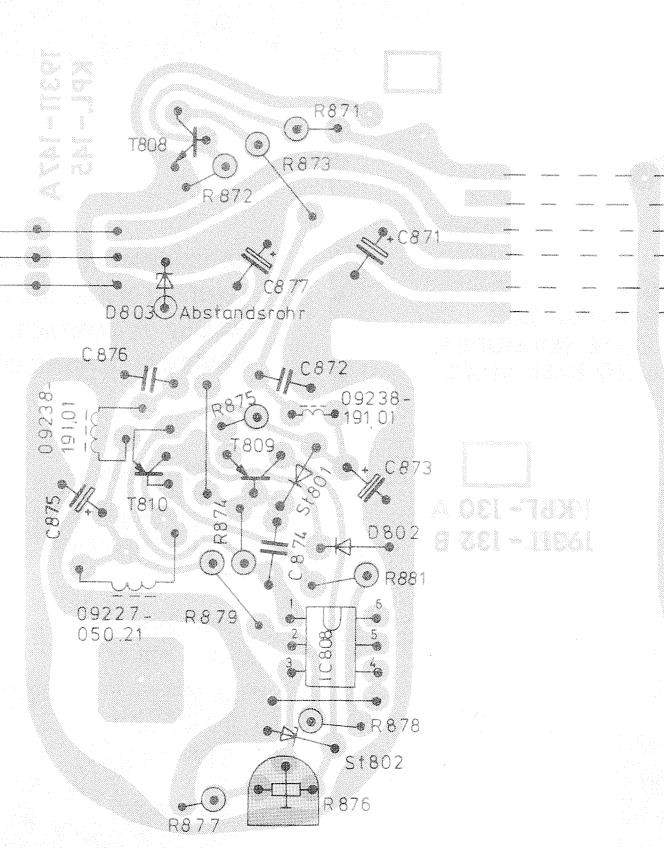 19311-147A
KPL.-145
R871
T808
R873
R872
C871
C877
D803 Abstandsrohr
C876
C872
09238-
191,01
R875
09238-
191,01
T809
C873
C875
T810
St801
R874
C874
D802
1KPL.-130 A
19311-132 B
R881
09227-
050.21
R879
1
6
2
5
3
4
IC808
R878
St802
R876
R877